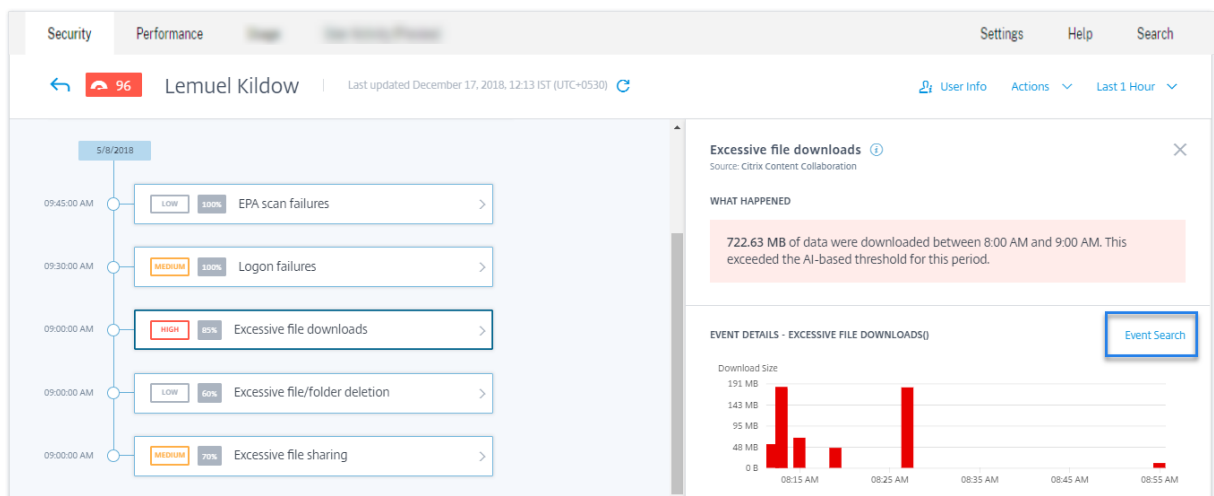 Security Performance Settings Help Search
96 Lemuel Kildow Last updated December 17, 2018, 12:13 IST (UTC+0530) User Info Actions Last 1 Hour
5/8/2018
09:45:00 AM LOW 100% EPA scan failures
09:30:00 AM MEDIUM 100% Logon failures
09:00:00 AM HIGH 85% Excessive file downloads
09:00:00 AM LOW 60% Excessive file/folder deletion
09:00:00 AM MEDIUM 70% Excessive file sharing
Excessive file downloads
Source: Citrix Content Collaboration
WHAT HAPPENED
722.63 MB of data were downloaded between 8:00 AM and 9:00 AM. This
exceeded the AI-based threshold for this period.
EVENT DETAILS - EXCESSIVE FILE DOWNLOADS() Event Search
Download Size
191 MB
143 MB
95 MB
48 MB
0 B
08:15 AM 08:25 AM 08:35 AM 08:45 AM 08:55 AM